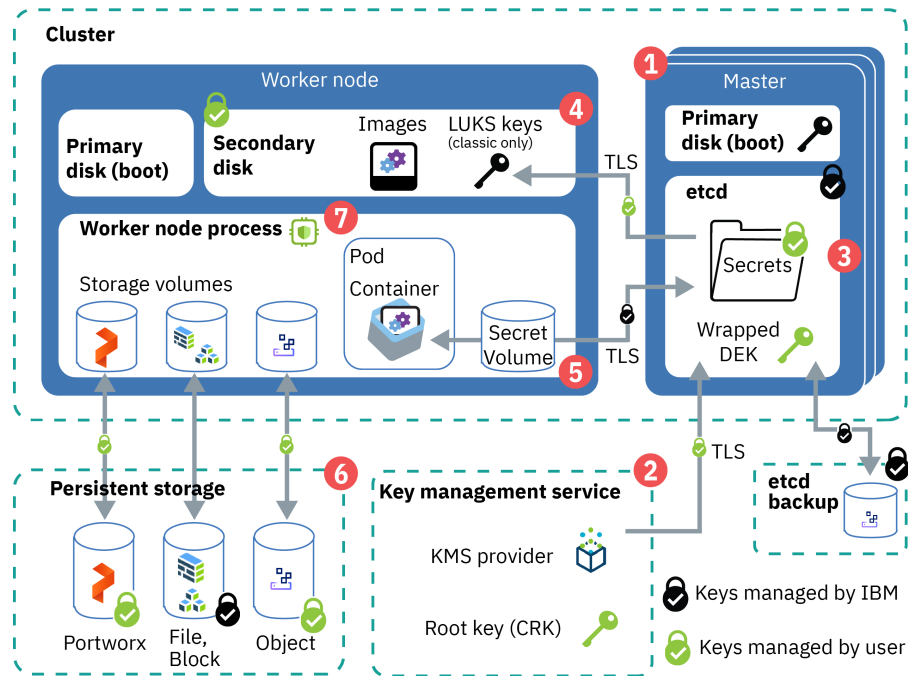 Cluster
Worker node
Primary
disk (boot)
Secondary
disk
Images
LUKS keys
(classic only)
4
TLS
1
Master
Primary
disk (boot)
etcd
Secrets
3
Wrapped
DEK
Worker node process
7
Storage volumes
Pod
Container
Secret
Volume
5
TLS
Persistent storage
6
Portworx
File,
Block
Object
Key management service
2
TLS
KMS provider
Root key (CRK)
etcd
backup
Keys managed by IBM
Keys managed by user